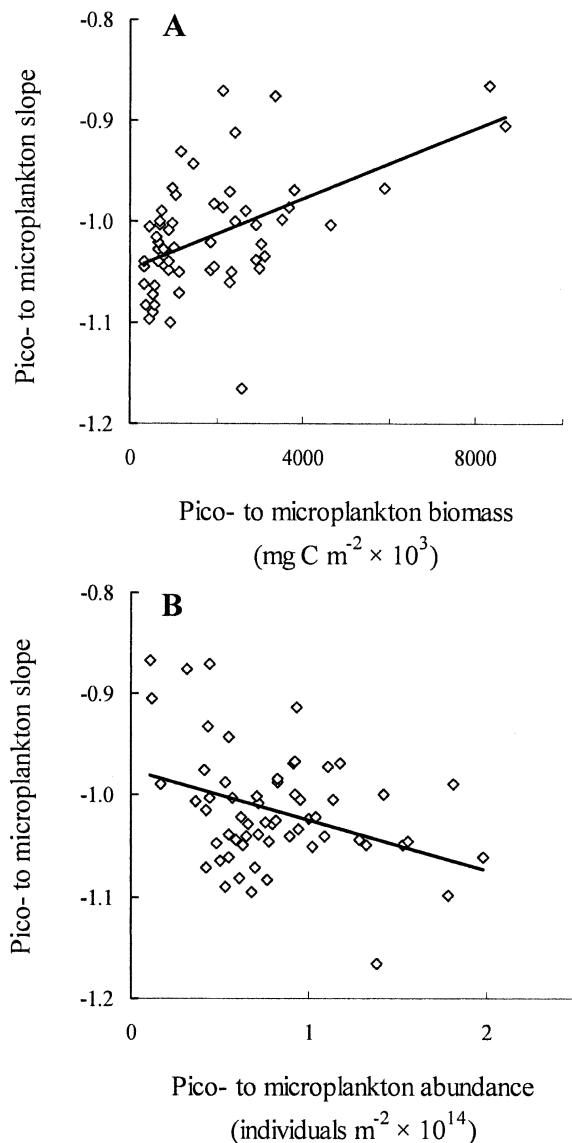 A
-0.8
-0.9
-1.0
-1.1
-1.2
Pico- to microplankton slope
0 4000 8000
Pico- to microplankton biomass
(mg C m⁻² × 10³)
B
-0.8
-0.9
-1.0
-1.1
-1.2
Pico- to microplankton slope
0 1 2
Pico- to microplankton abundance
(individuals m⁻² × 10¹⁴)